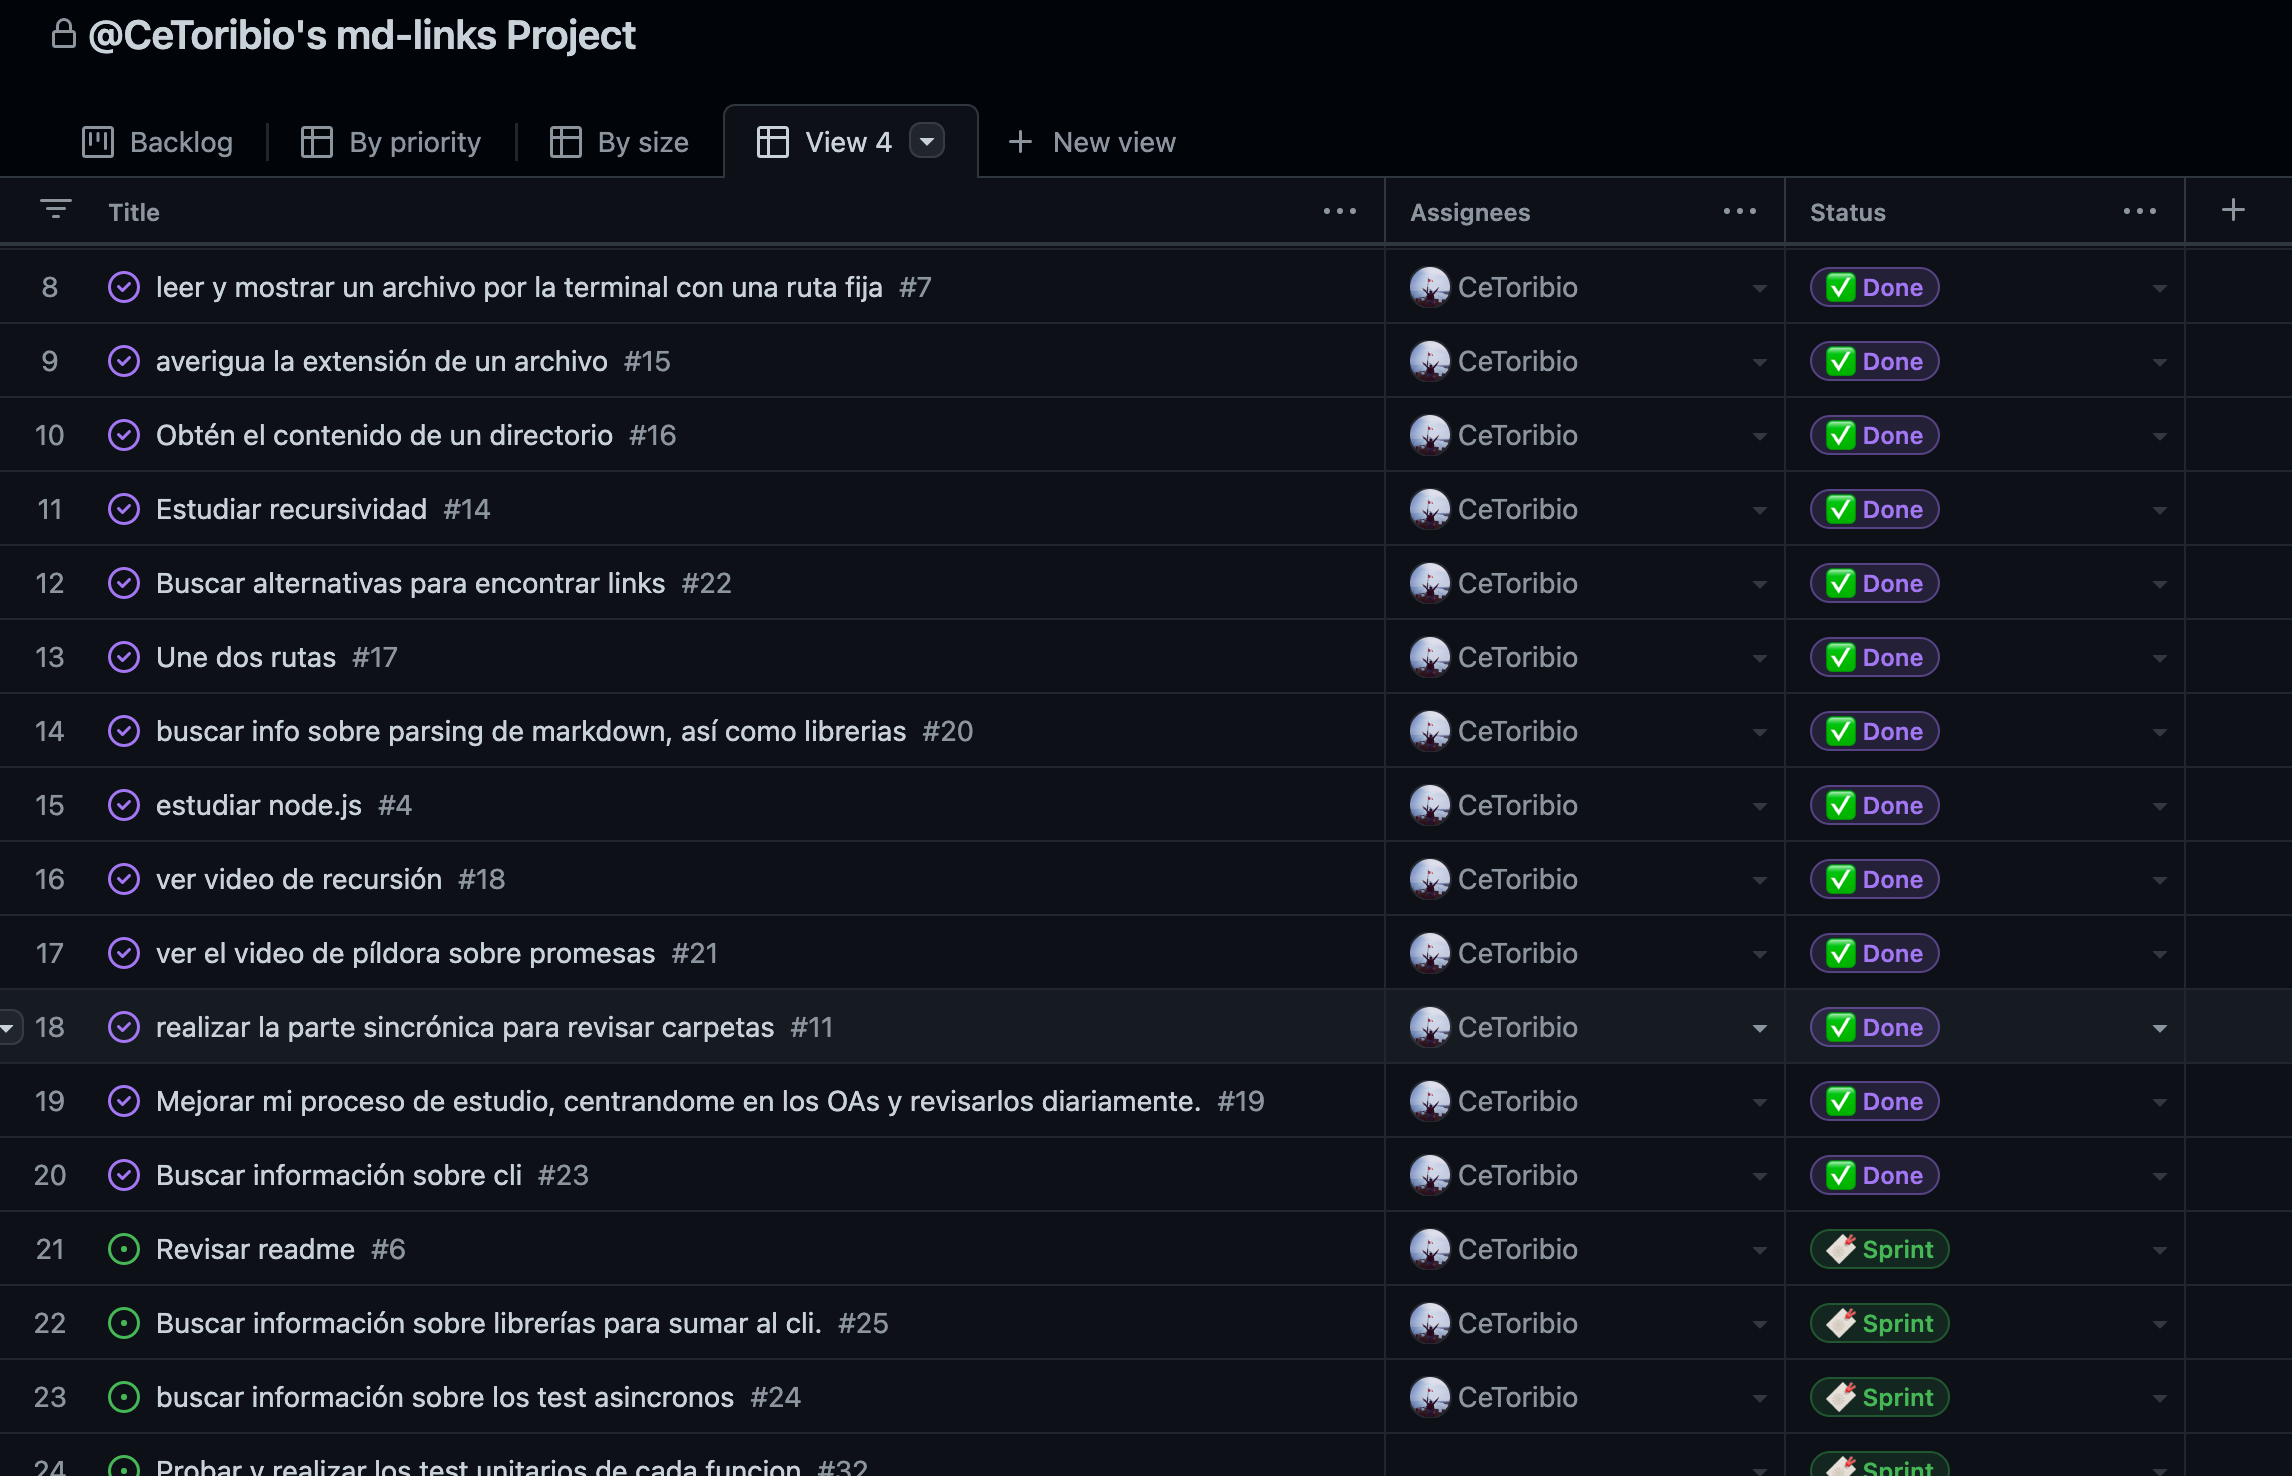 @CeToribio's md-links Project
Backlog By priority By size View 4 New view
Title Assignees Status
8 leer y mostrar un archivo por la terminal con una ruta fija #7 CeToribio Done
9 averigua la extensión de un archivo #15 CeToribio Done
10 Obtén el contenido de un directorio #16 CeToribio Done
11 Estudiar recursividad #14 CeToribio Done
12 Buscar alternativas para encontrar links #22 CeToribio Done
13 Une dos rutas #17 CeToribio Done
14 buscar info sobre parsing de markdown, así como librerias #20 CeToribio Done
15 estudiar node.js #4 CeToribio Done
16 ver video de recursión #18 CeToribio Done
17 ver el video de píldora sobre promesas #21 CeToribio Done
18 realizar la parte sincrónica para revisar carpetas #11 CeToribio Done
19 Mejorar mi proceso de estudio, centrandome en los OAs y revisarlos diariamente. #19 CeToribio Done
20 Buscar información sobre cli #23 CeToribio Done
21 Revisar readme #6 CeToribio Sprint
22 Buscar información sobre librerías para sumar al cli. #25 CeToribio Sprint
23 buscar información sobre los test asincronos #24 CeToribio Sprint
24 Probar y realizar los test unitarios de cada funcion #32 Sprint